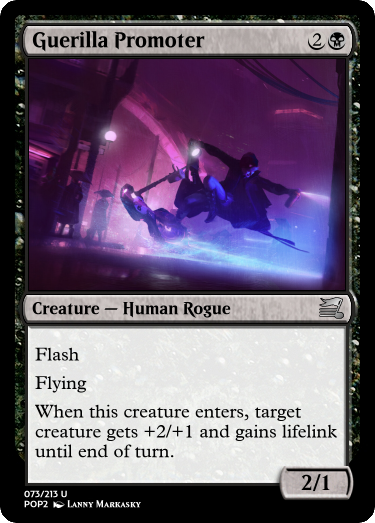 Guerilla Promoter 2
Creature — Human Rogue
Flash
Flying
When this creature enters, target
creature gets +2/+1 and gains lifelink
until end of turn.
2/1
073/213 U
POP2 Lanny Markasky